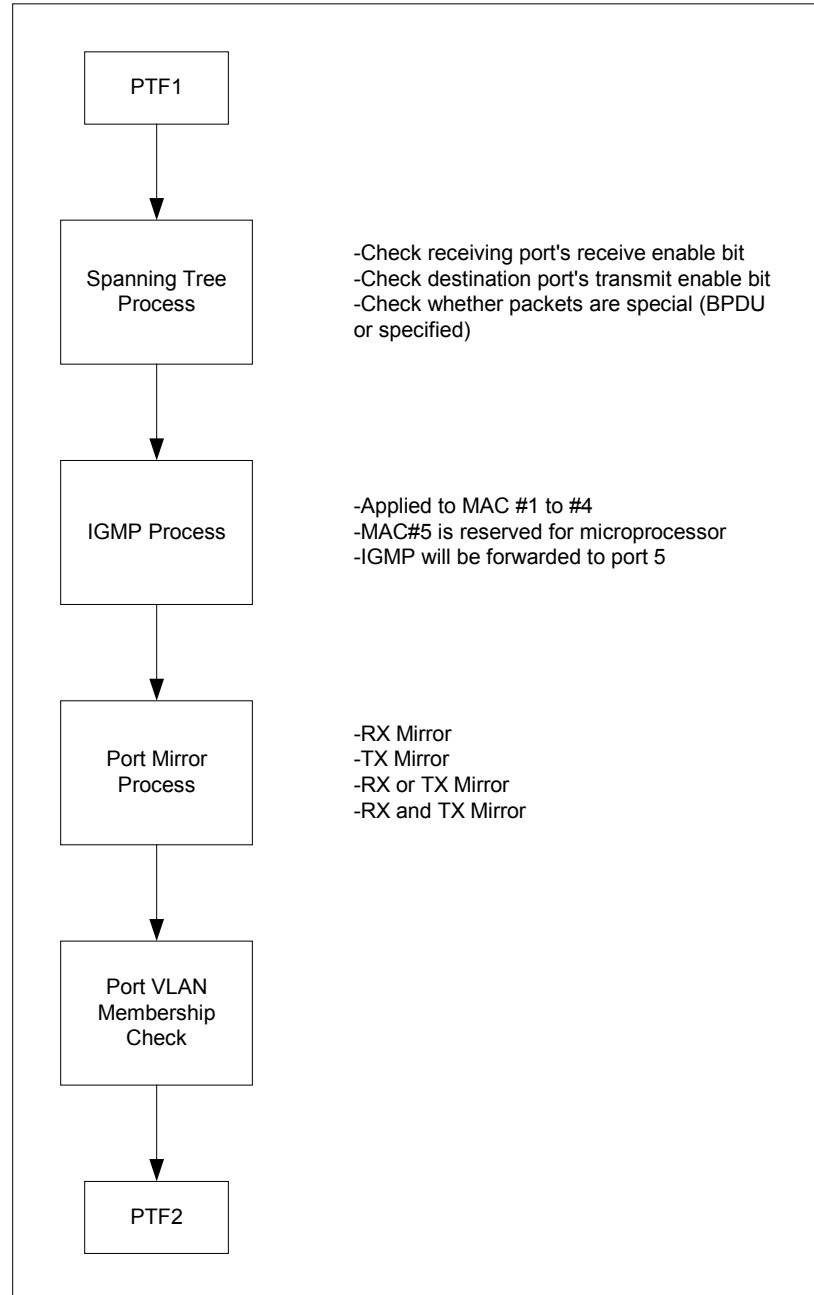 PTF1
Spanning Tree
Process
-Check receiving port's receive enable bit
-Check destination port's transmit enable bit
-Check whether packets are special (BPDU
or specified)
IGMP Process
-Applied to MAC #1 to #4
-MAC#5 is reserved for microprocessor
-IGMP will be forwarded to port 5
Port Mirror
Process
-RX Mirror
-TX Mirror
-RX or TX Mirror
-RX and TX Mirror
Port VLAN
Membership
Check
PTF2